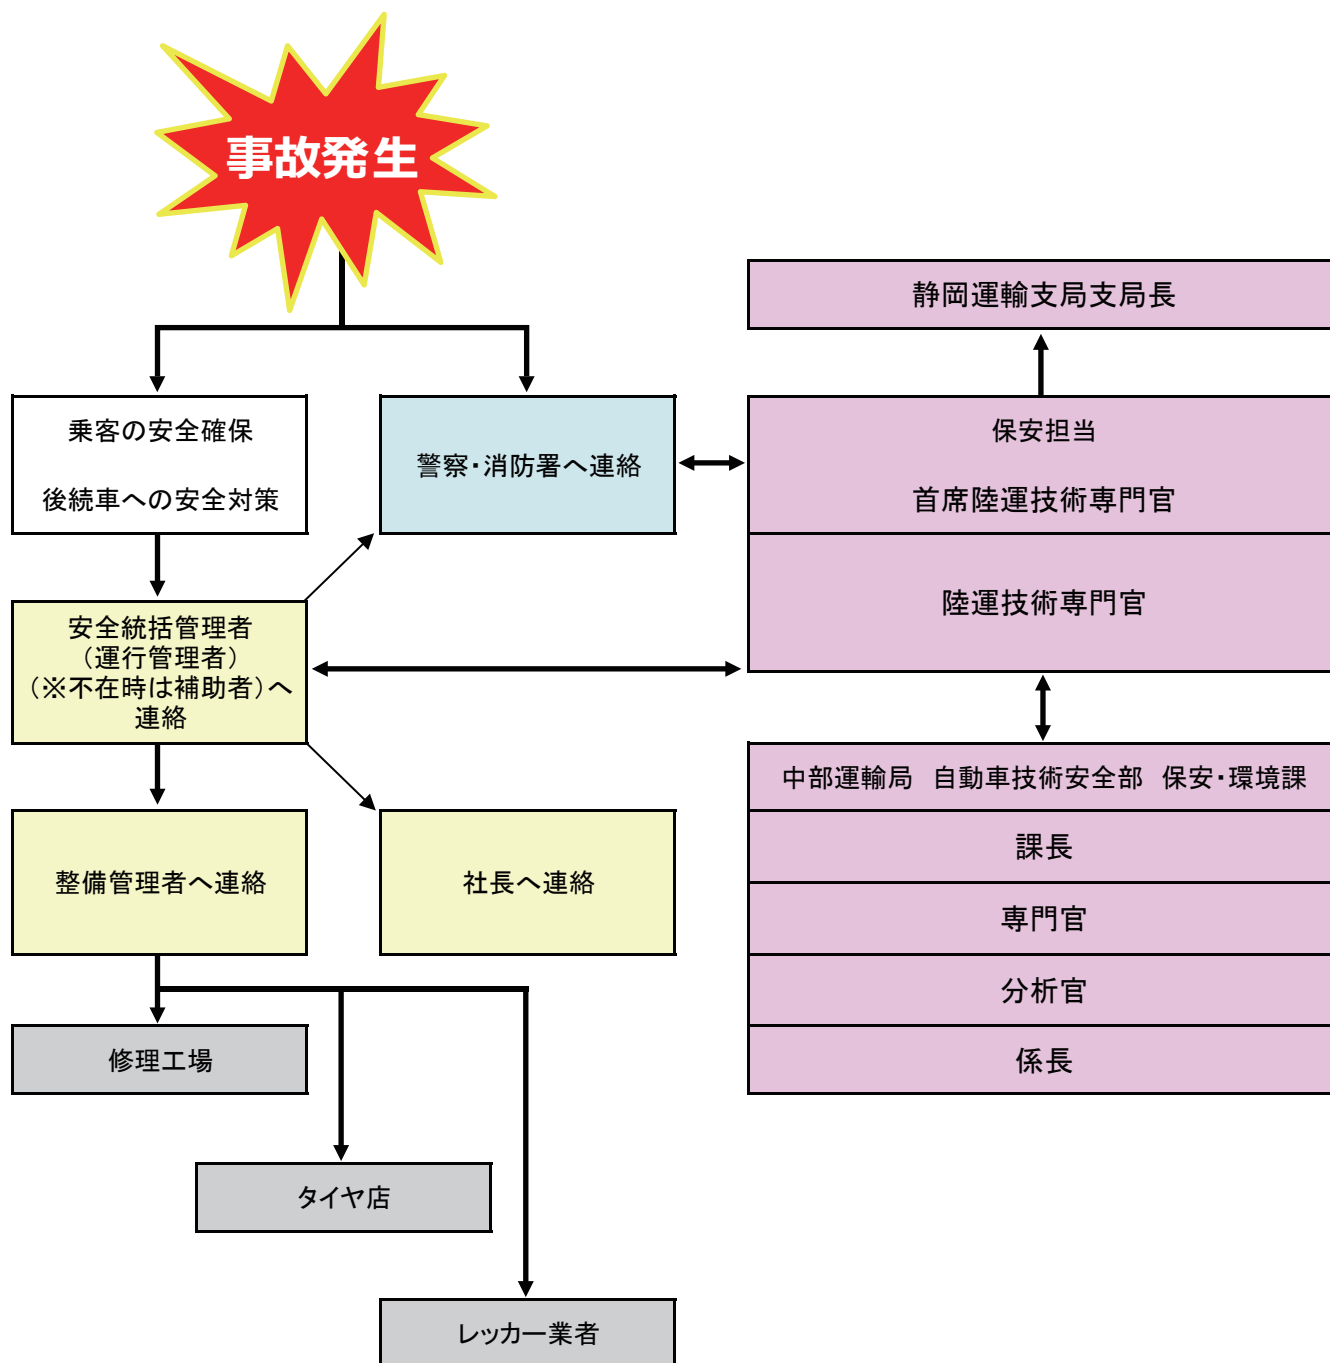 事故発生
静岡運輸支局支局長
乗客の安全確保
後続車への安全対策
警察・消防署へ連絡
保安担当
首席陸運技術専門官
陸運技術専門官
安全統括管理者
（運行管理者）
（※不在時は補助者）へ
連絡
中部運輸局　自動車技術安全部　保安・環境課
課長
専門官
分析官
係長
整備管理者へ連絡
社長へ連絡
修理工場
タイヤ店
レッカー業者